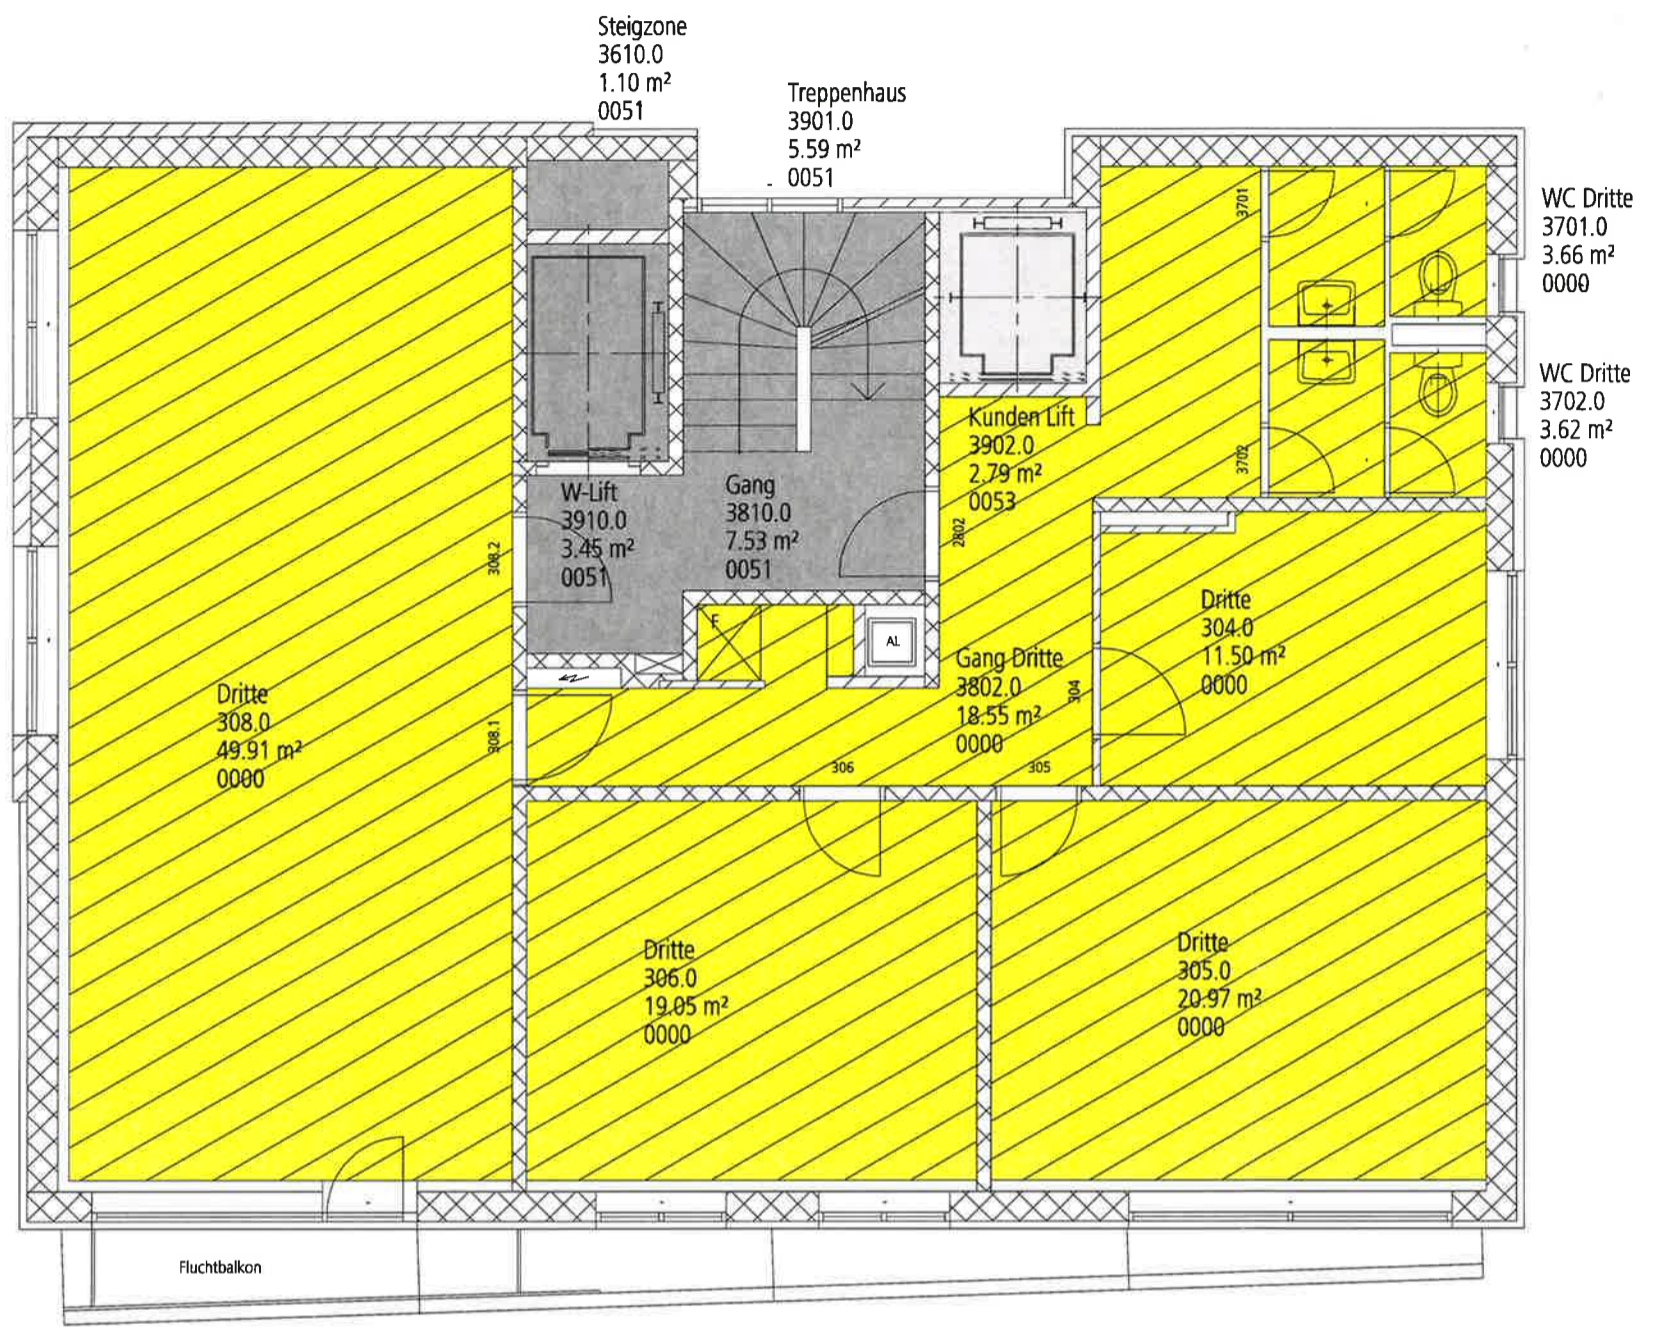 Steigzone
3610.0
1.10 m²
0051
Treppenhaus
3901.0
5.59 m²
0051
WC Dritte
3701.0
3.66 m²
0000
3701
WC Dritte
3702.0
3.62 m²
0000
3702
Kunden Lift
3902.0
2.79 m²
0053
W-Lift
3910.0
3.45 m²
0051
Gang
3810.0
7.53 m²
0051
308.2
2802
Dritte
304.0
11.50 m²
0000
F
AL
Gang Dritte
3802.0
18.55 m²
0000
304
Dritte
308.0
49.91 m²
0000
308.1
306
305
Dritte
306.0
19.05 m²
0000
Dritte
305.0
20.97 m²
0000
Fluchtbalkon